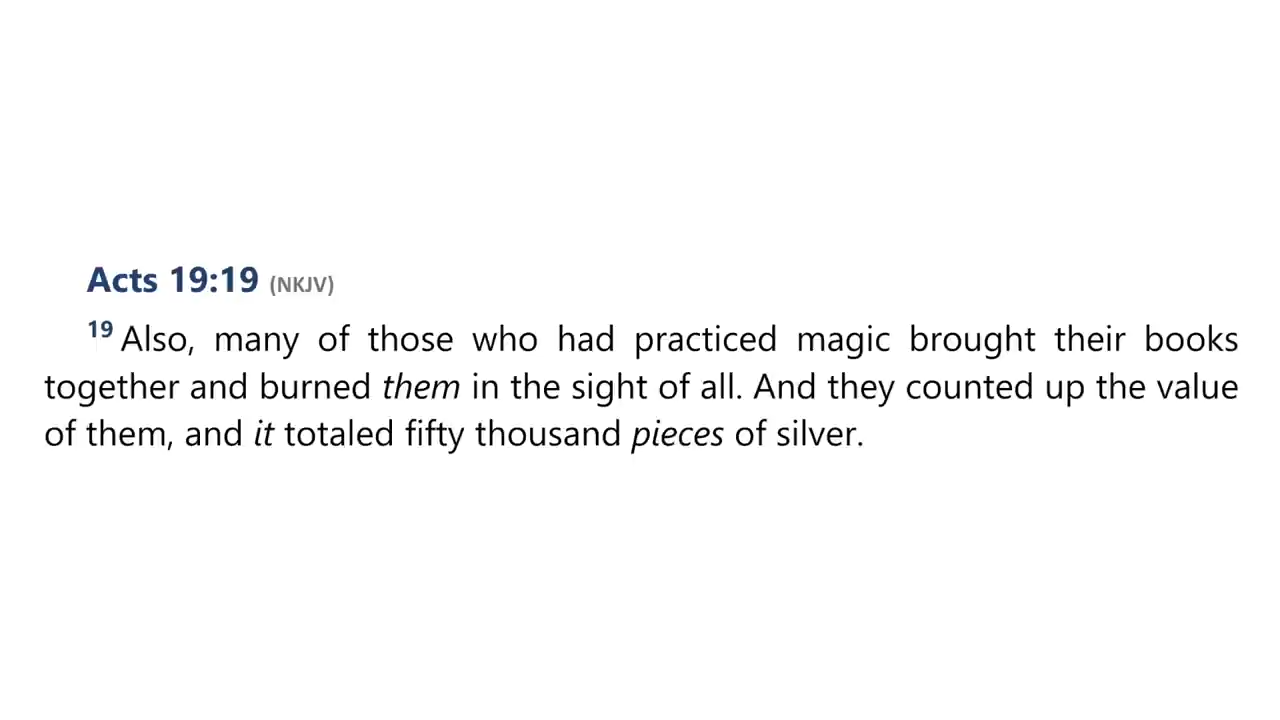 Acts 19:19 (NKJV)
19 Also, many of those who had practiced magic brought their books
together and burned them in the sight of all. And they counted up the value
of them, and it totaled fifty thousand pieces of silver.